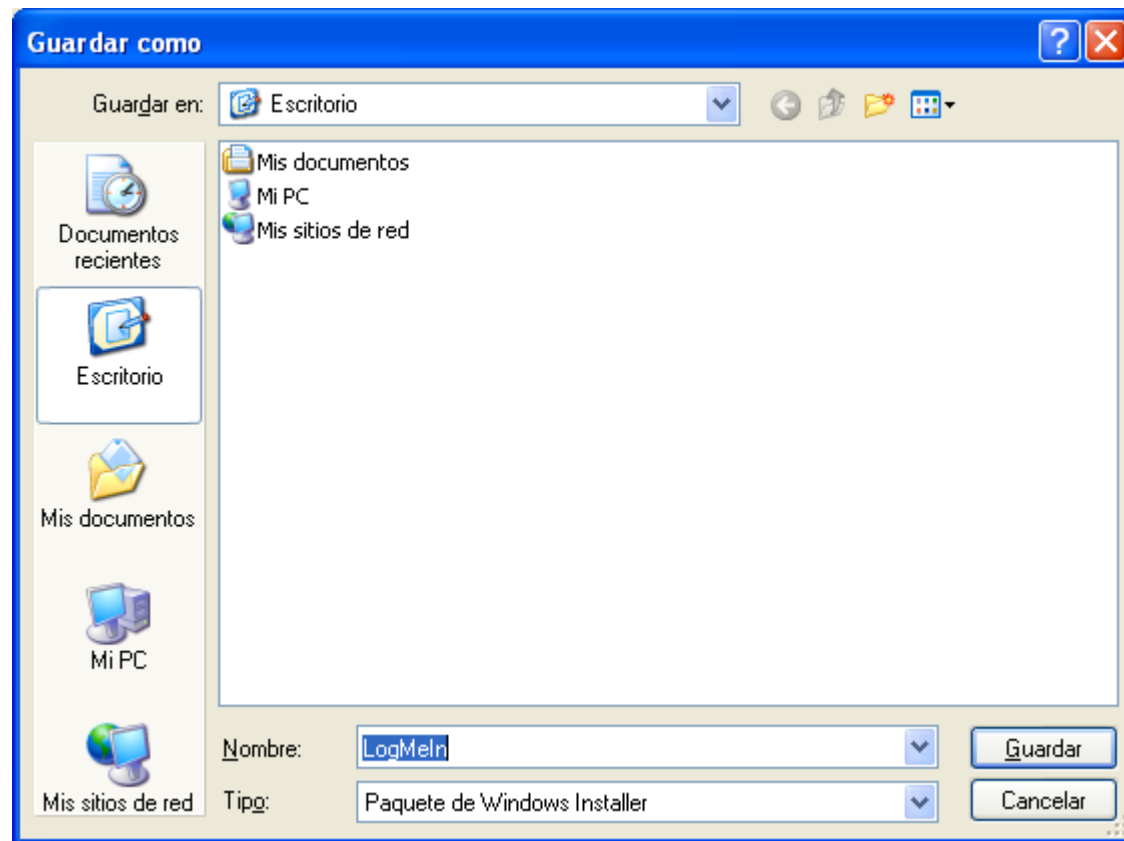 Guardar como
Guardar en:
Escritorio
Mis documentos
Mi PC
Mis sitios de red
Documentos
recientes
Escritorio
Mis documentos
Mi PC
Mis sitios de red
Nombre:
LogMeIn
Guardar
Tipo:
Paquete de Windows Installer
Cancelar